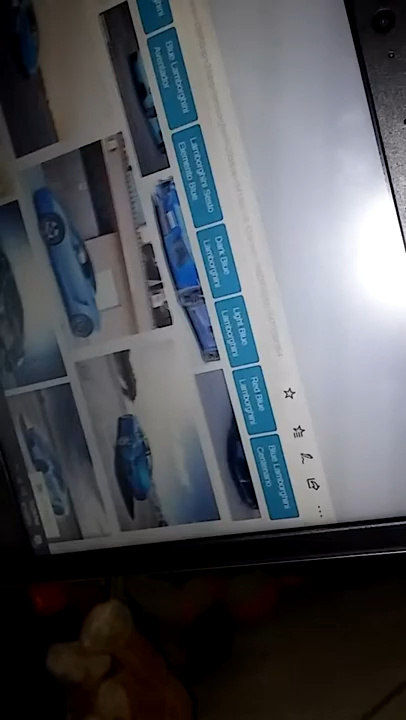 ghini
Blue Lamborghini
Aventador
Lamborghini Sesto
Elemento Blue
Dark Blue
Lamborghini
Light Blue
Lamborghini
Red Blue
Lamborghini
Blue Lamborghini
Centenario